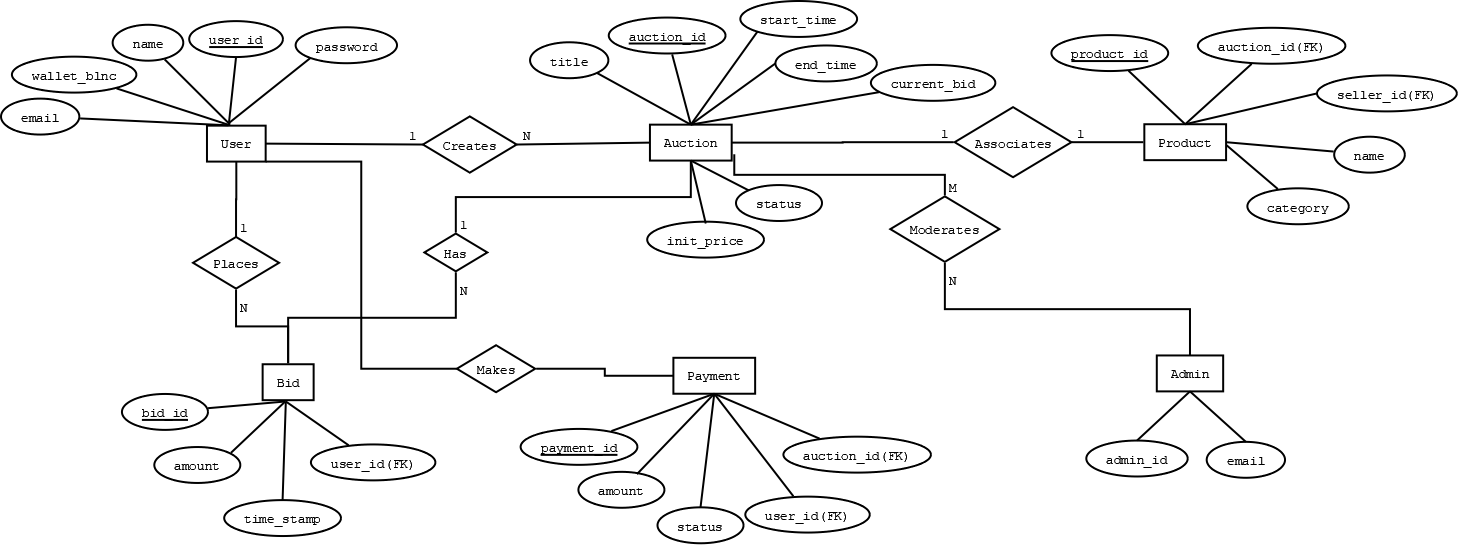 start_time
name
user_id
password
auction_id
title
end_time
product_id
auction_id(FK)
wallet_blnc
current_bid
seller_id(FK)
email
User
1
Creates
N
Auction
1
Associates
1
Product
name
status
M
category
1
1
init_price
Moderates
Places
Has
N
N
N
Makes
Payment
Admin
Bid
bid_id
payment_id
auction_id(FK)
admin_id
email
amount
user_id(FK)
amount
time_stamp
status
user_id(FK)